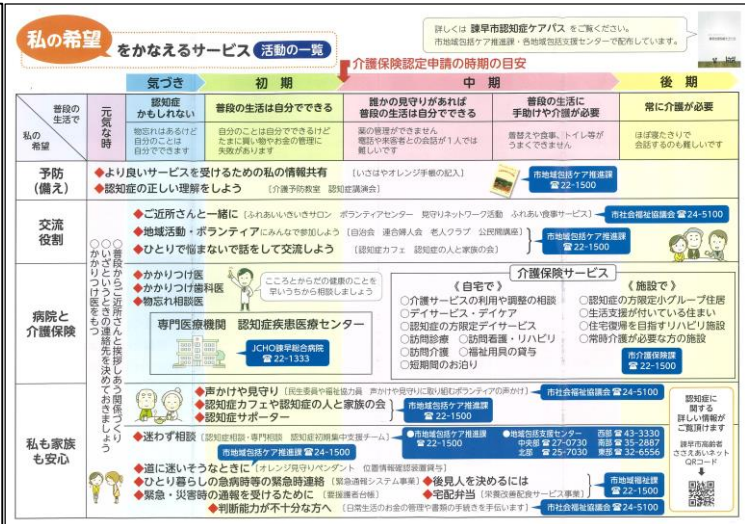 私の希望
をかなえるサービス 活動の一覧
詳しくは 諫早市認知症ケアパス をご覧ください。
市地域包括ケア推進課・各地域包括支援センターで配布しています。
介護保険認定申請の時期の目安
気づき 初期 中期 後期
普段の生活で
私の希望
元気な時
認知症かもしれない
普段の生活は自分でできる
誰かの見守りがあれば普段の生活は自分でできる
普段の生活に手助けや介護が必要
常に介護が必要
物忘れはあるけど自分のことは自分でできます
自分のことは自分でできるけどたまに買い物やお金の管理に失敗があります
薬の管理ができません
電話や来客者との会話が1人では難しいです
着替えや食事、トイレ等がうまくできません
ほぼ寝たきりで会話するのも難しいです
○普段からご近所さんと挨拶しあう関係づくり
○いざというときの連絡先を決めておきましょう
○かかりつけ医をもつ
予防(備え)
◆より良いサービスを受けるための私の情報共有 [いさはやオレンジ手帳の記入]
◆認知症の正しい理解をしよう [介護予防教室 認知症講演会]
市地域包括ケア推進課
☎22-1500
交流
役割
◆ご近所さんと一緒に [ふれあいいきいきサロン ボランティアセンター 見守りネットワーク活動 ふれあい食事サービス]
市社会福祉協議会☎24-5100
◆地域活動・ボランティアにみんなで参加しよう [自治会 連合婦人会 老人クラブ 公民館講座]
◆ひとりで悩まないで話をして交流しよう [認知症カフェ 認知症の人と家族の会]
市地域包括ケア推進課
☎22-1500
病院と介護保険
◆かかりつけ医
◆かかりつけ歯科医
◆物忘れ相談医
こころとからだの健康のことを早いうちから相談しましょう
専門医療機関 認知症疾患医療センター
JCHO諫早総合病院
☎22-1333
介護保険サービス
《自宅で》
○介護サービスの利用や調整の相談
○デイサービス・デイケア
○認知症の方限定デイサービス
○訪問診療 ○訪問看護・リハビリ
○訪問介護 ○福祉用具の貸与
○短期間のお泊り
《施設で》
○認知症の方限定小グループ住居
○生活支援が付いている住まい
○住宅復帰を目指すリハビリ施設
○常時介護が必要な方の施設
市介護保険課
☎22-1500
私も家族も安心
◆声かけや見守り [民生委員や福祉協力員 声かけや見守りに取り組むボランティアの声かけ]
市社会福祉協議会☎24-5100
◆認知症カフェや認知症の人と家族の会
◆認知症サポーター
市地域包括ケア推進課
☎22-1500
◆迷わず相談 [認知症相談・専門相談 認知症初期集中支援チーム]
●市地域包括ケア推進課
☎22-1500
●地域包括支援センター
中央部☎27-0730
北部 ☎25-7030
西部☎43-3330
南部☎35-2887
東部☎32-6556
市地域包括ケア推進課 ☎24-1500
◆道に迷いそうなときに [オレンジ見守りペンダント 位置情報確認装置貸与]
◆ひとり暮らしの急病時等の緊急時連絡 [緊急通報システム事業]
◆緊急・災害時の通報を受けるために [要援護者台帳]
◆後見人を決めるには
◆宅配弁当 [栄養改善配食サービス事業]
市地域福祉課
☎22-1500
◆判断能力が不十分な方へ [日常生活のお金の管理や書類の手続きを手伝います]
市社会福祉協議会☎24-5100
認知症に関する詳しい情報がご覧頂けます
諫早市高齢者ささえあいネット
QRコード